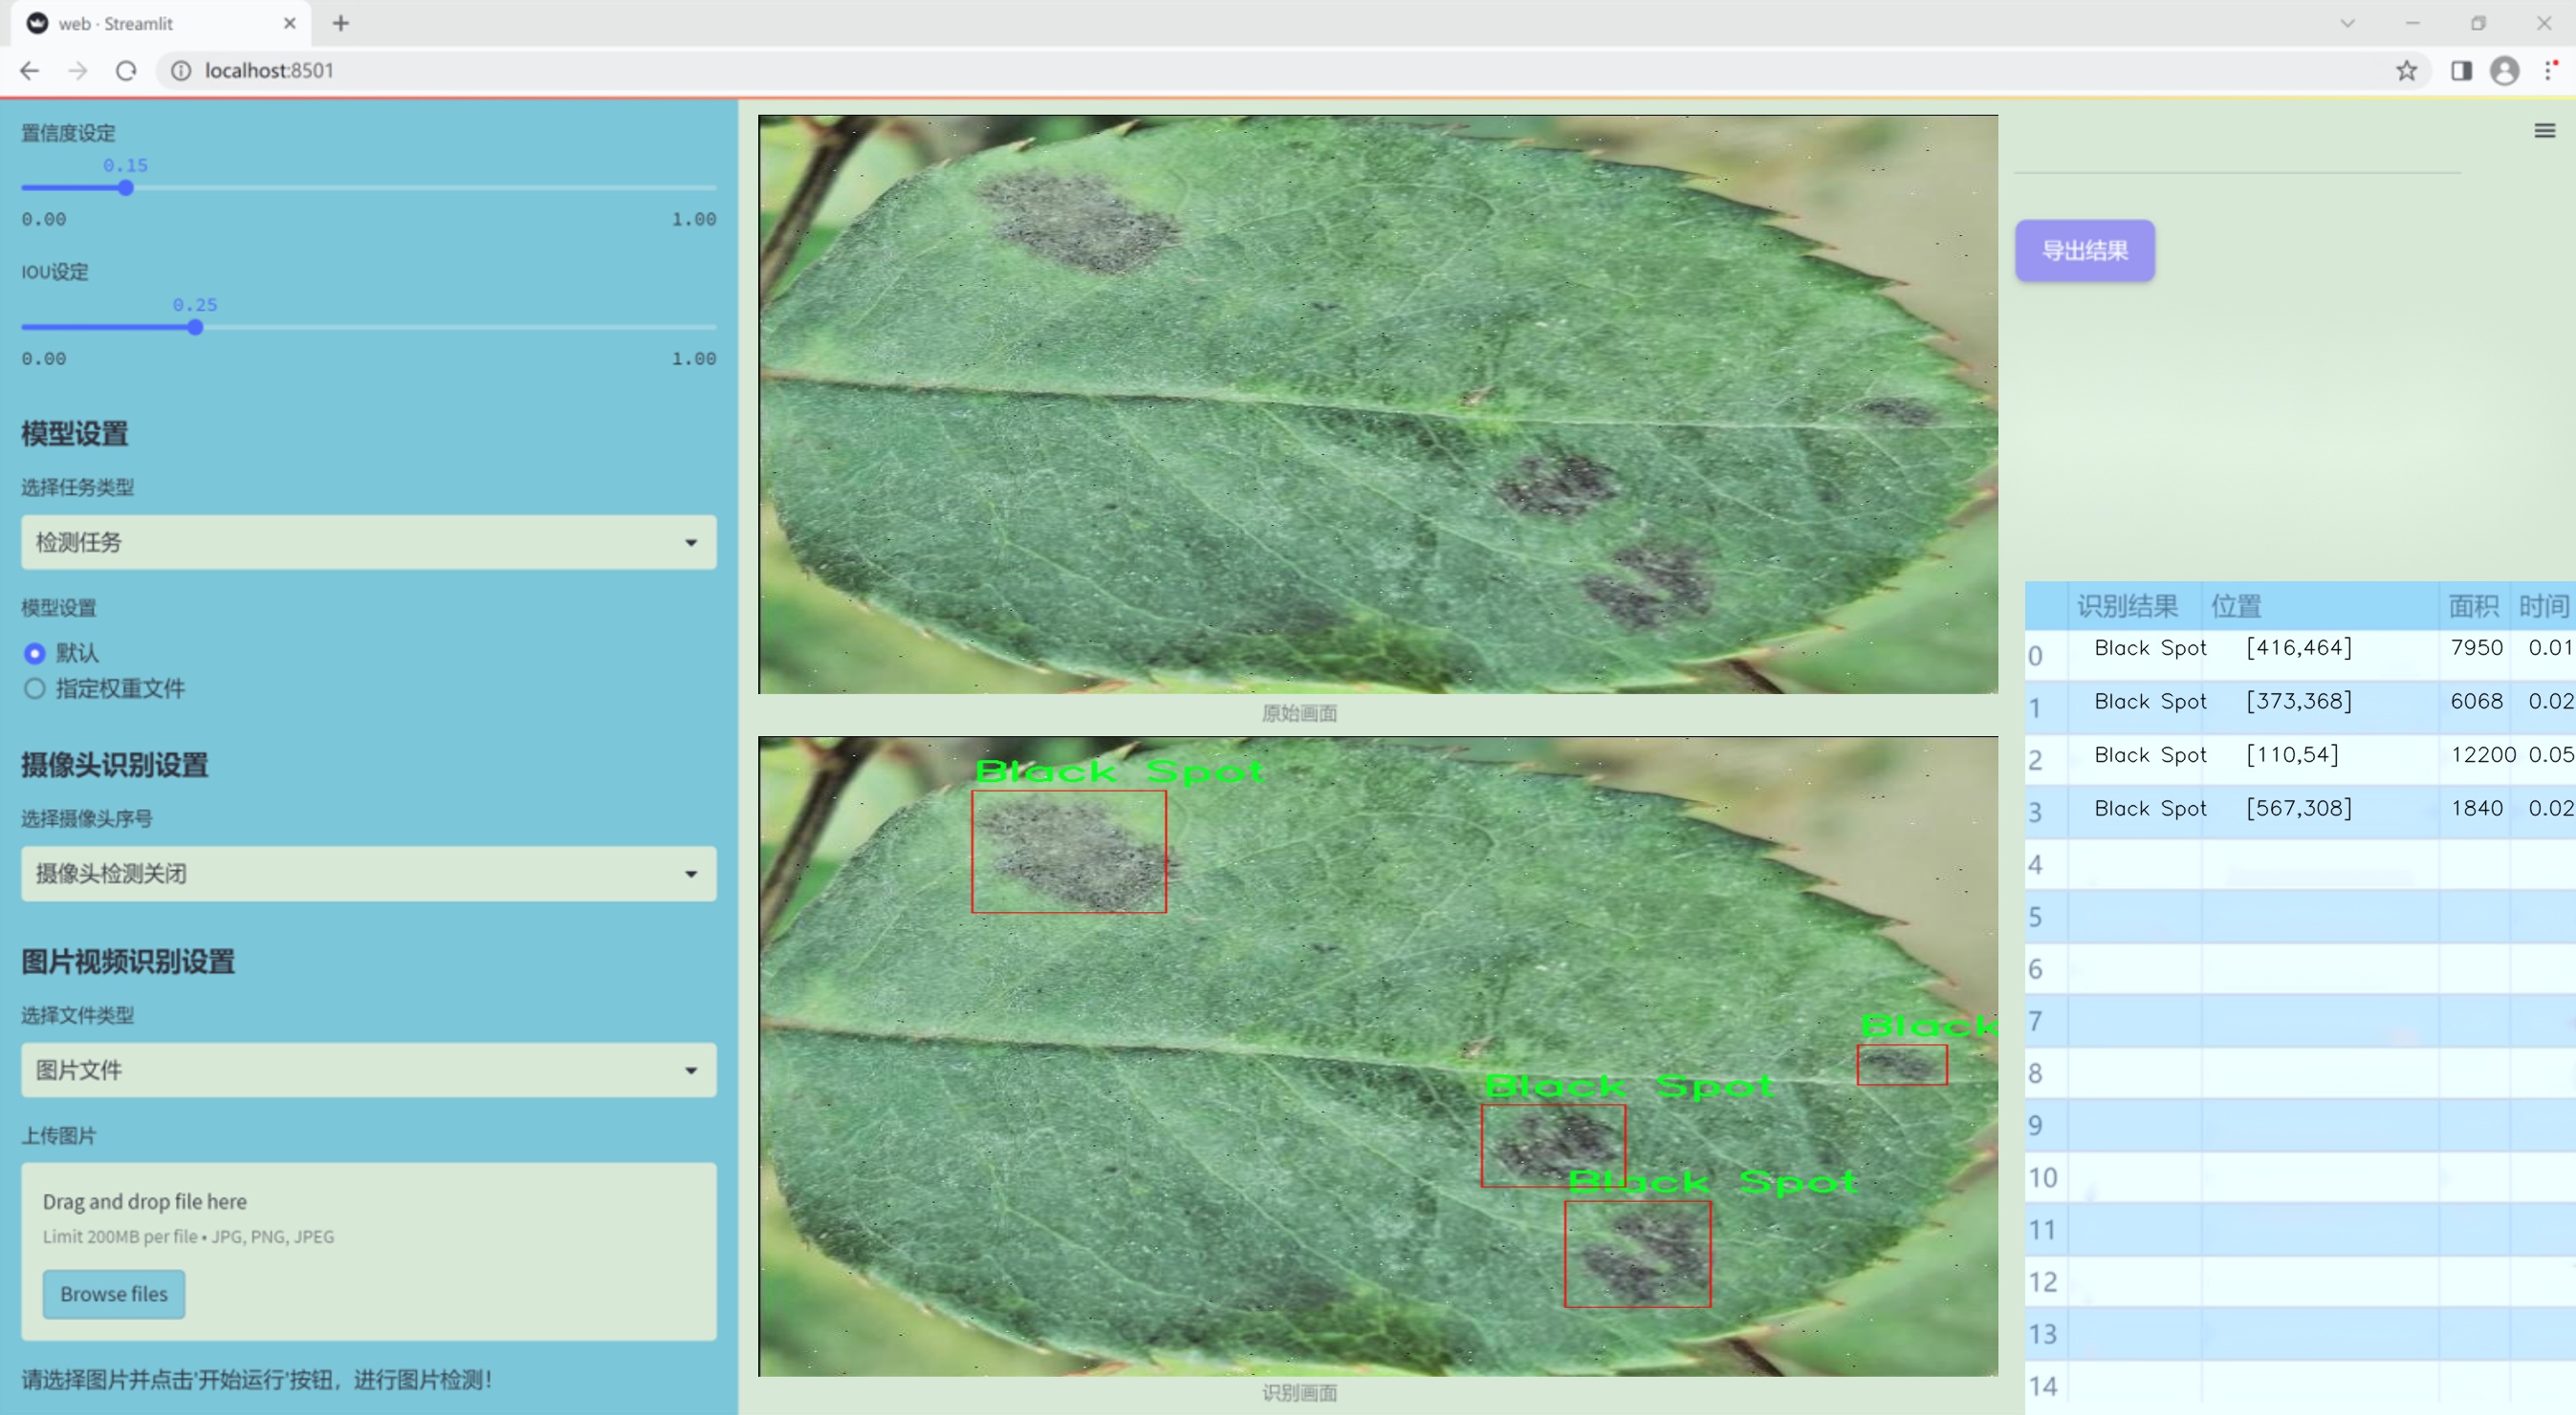 web · Streamlit
localhost:8501
置信度设定
0.15
0.00 1.00
IOU设定
0.25
0.00 1.00
模型设置
选择任务类型
检测任务
模型设置
默认
指定权重文件
摄像头识别设置
选择摄像头序号
摄像头检测关闭
图片视频识别设置
选择文件类型
图片文件
上传图片
Drag and drop file here
Limit 200MB per file • JPG, PNG, JPEG
Browse files
请选择图片并点击'开始运行'按钮，进行图片检测！
原始画面
Black Spot
Black
Black Spot
Black Spot
识别画面
导出结果
识别结果 位置 面积 时间
0 Black Spot [416,464] 7950 0.01
1 Black Spot [373,368] 6068 0.02
2 Black Spot [110,54] 12200 0.05
3 Black Spot [567,308] 1840 0.02
4
5
6
7
8
9
10
11
12
13
14